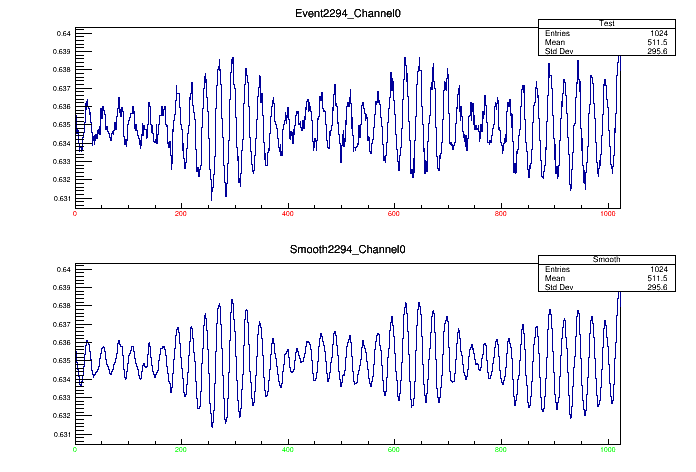 Event2294_Channel0
Test
Entries 1024
Mean 511.5
Std Dev 295.6
0.64
0.639
0.638
0.637
0.636
0.635
0.634
0.633
0.632
0.631
0 200 400 600 800 1000
Smooth2294_Channel0
Smooth
Entries 1024
Mean 511.5
Std Dev 295.6
0.64
0.639
0.638
0.637
0.636
0.635
0.634
0.633
0.632
0.631
0 200 400 600 800 1000